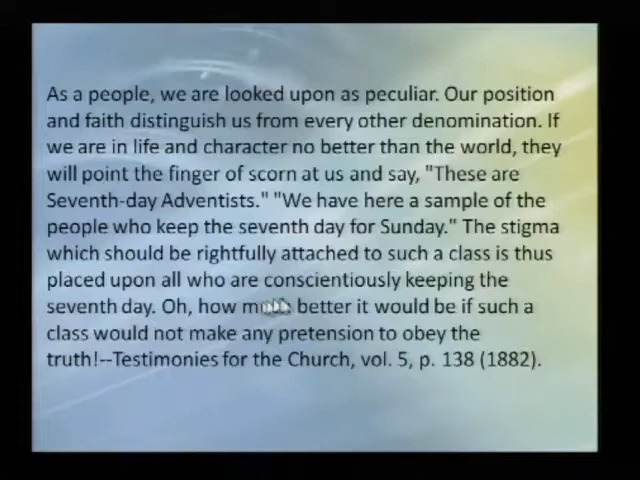 As a people, we are looked upon as peculiar. Our position
and faith distinguish us from every other denomination. If
we are in life and character no better than the world, they
will point the finger of scorn at us and say, "These are
Seventh-day Adventists." "We have here a sample of the
people who keep the seventh day for Sunday." The stigma
which should be rightfully attached to such a class is thus
placed upon all who are conscientiously keeping the
seventh day. Oh, how much better it would be if such a
class would not make any pretension to obey the
truth!--Testimonies for the Church, vol. 5, p. 138 (1882).